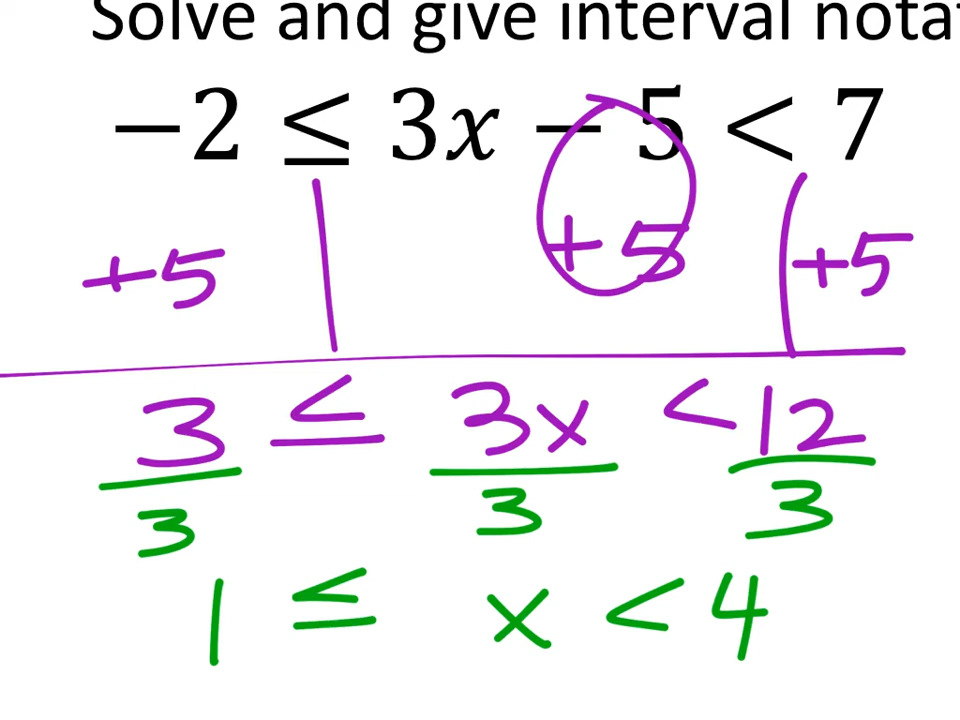 Solve and give interval nota
−2 ≤ 3x − 5 < 7
+5 +5 +5
3 ≤ 3x < 12
3 3 3
1 ≤ x < 4